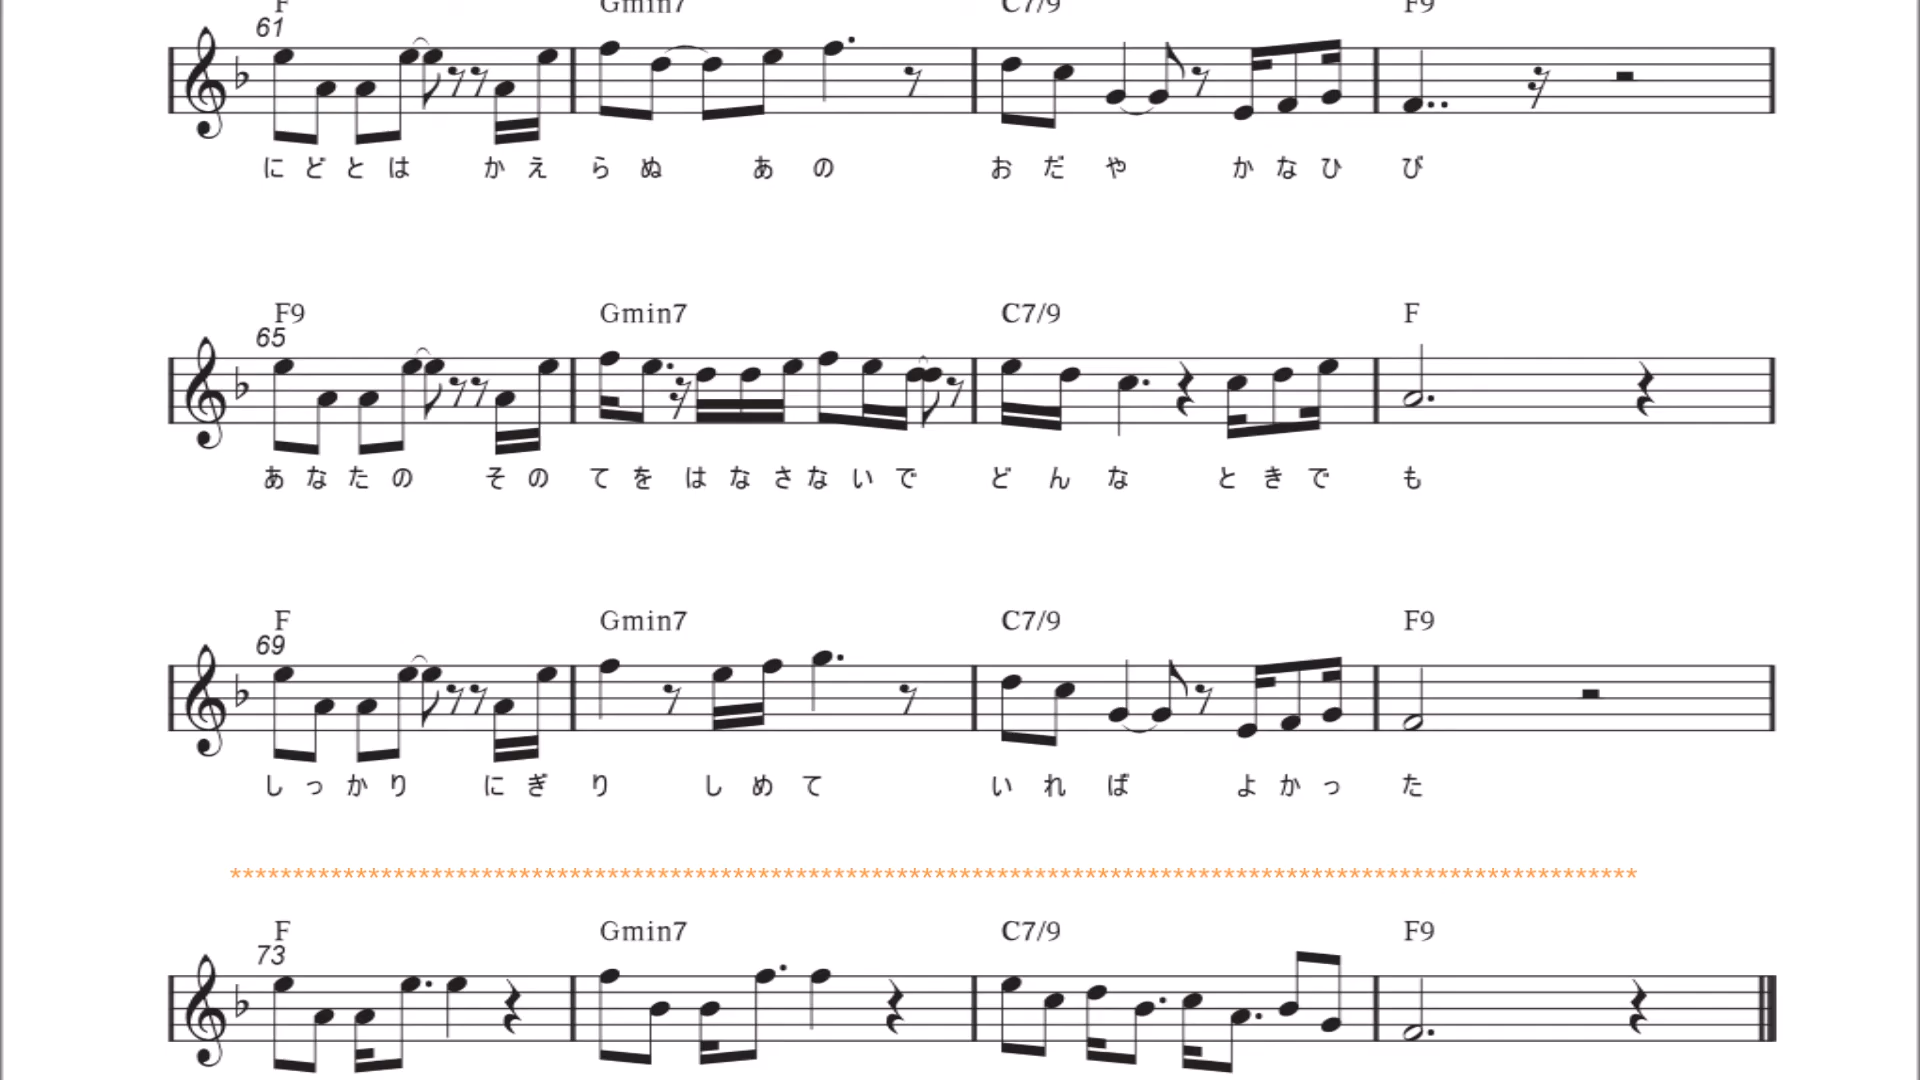 F Gmin7 C7/9 F9
61
にどとは かえ らぬ あの おだや かなひ び
F9 Gmin7 C7/9 F
65
あなたの その てを はなさないで どんな ときで も
F Gmin7 C7/9 F9
69
しっかり にぎ り しめて いれば よかっ た
****************************************************************************************************************
F Gmin7 C7/9 F9
73